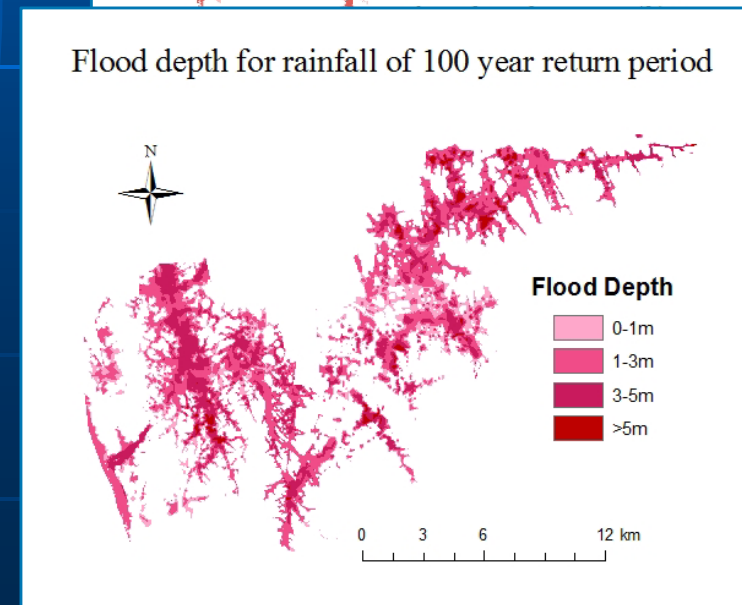 Flood depth for rainfall of 100 year return period
N
Flood Depth
0-1m
1-3m
3-5m
>5m
0 3 6 12 km